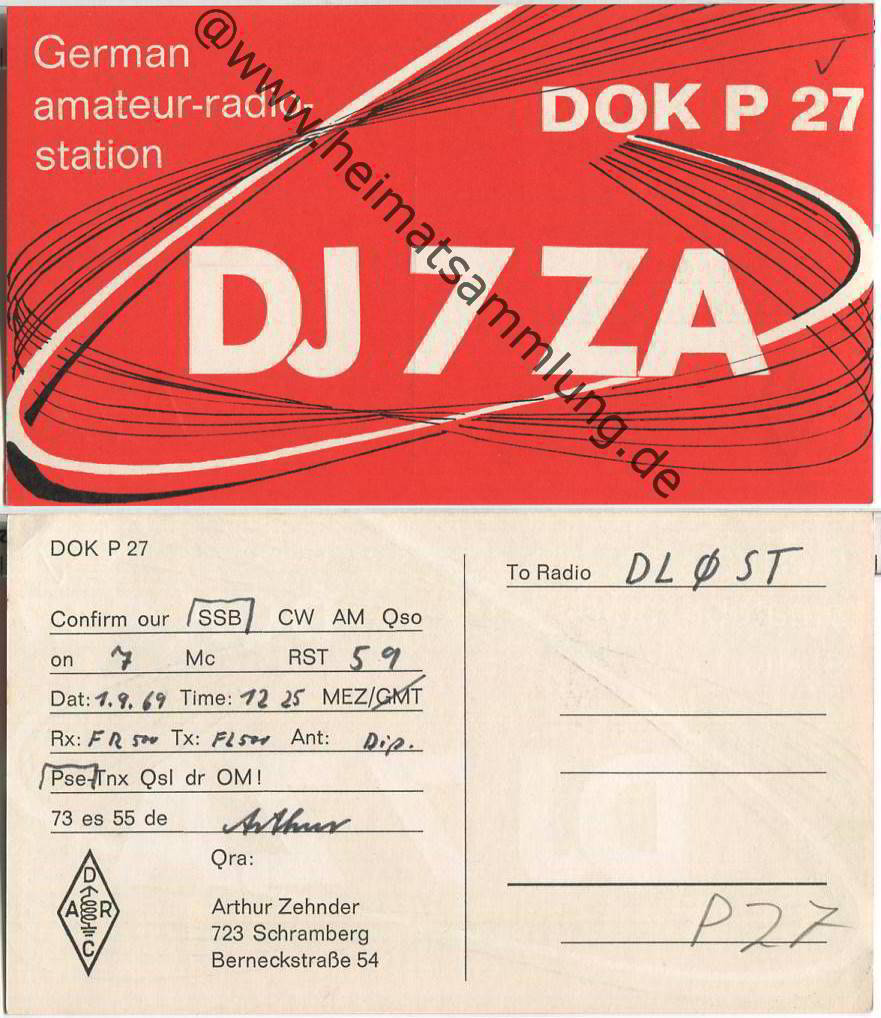 German
amateur-radio-
station
DOK P 27
DJ 7 ZA
@www.heimatsammlung.de
DOK P 27
To Radio DL0ST
Confirm our SSB CW AM Qso
on 7 Mc RST 59
Dat: 1.9.69 Time: 12 25 MEZ/GMT
Rx: FR 500 Tx: FL 500 Ant: Dip.
Pse-Tnx Qsl dr OM!
73 es 55 de Arthur
Qra:
D
A R
C
Arthur Zehnder
723 Schramberg
Berneckstraße 54
P27